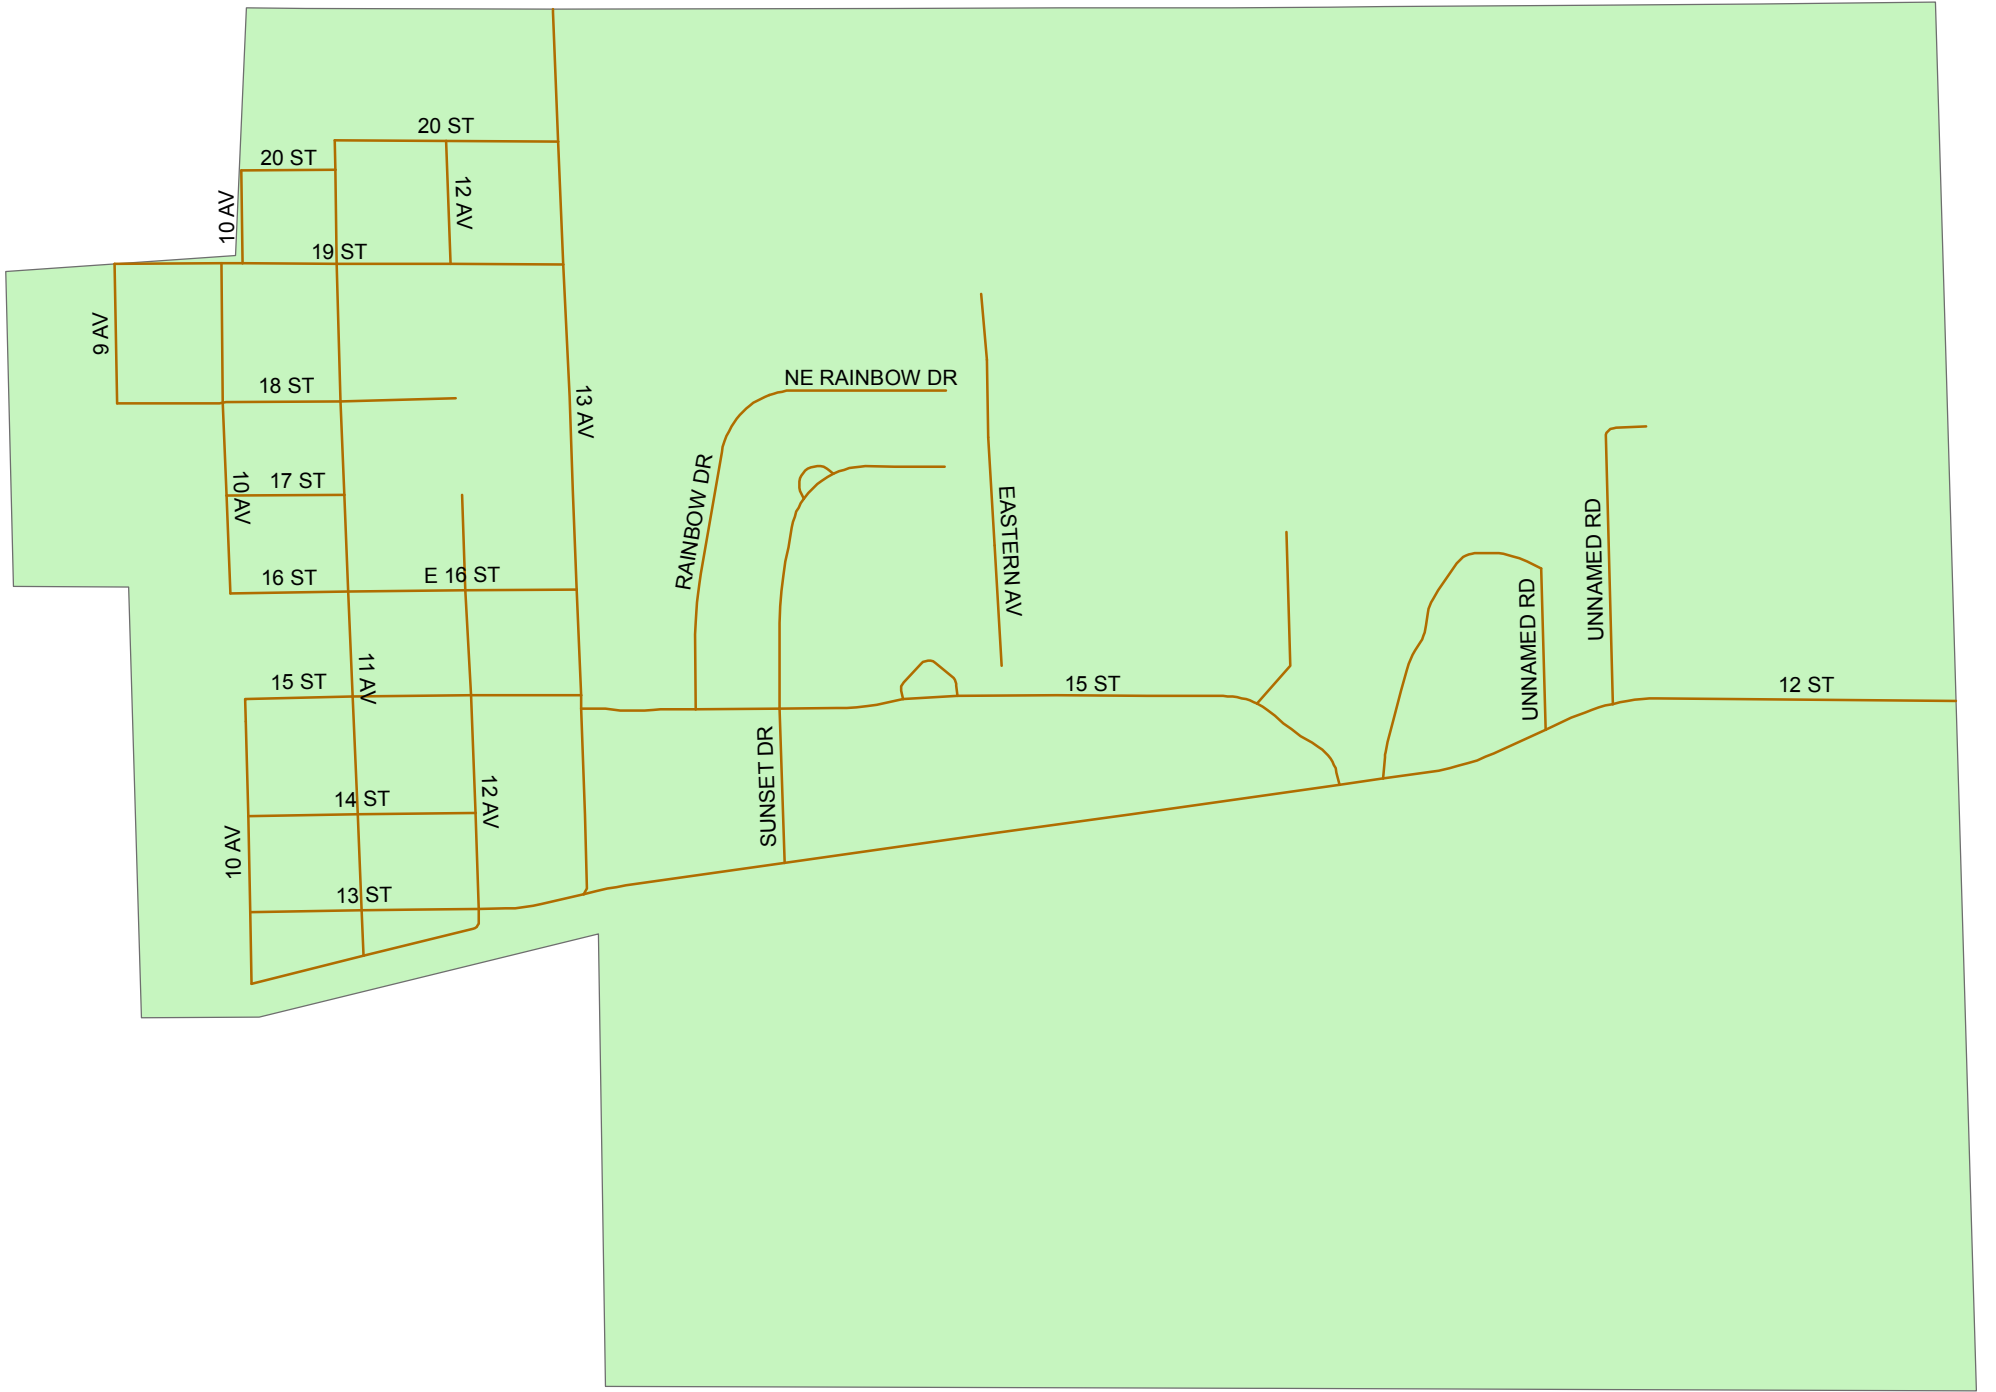 20 ST
20 ST
12 AV
10 AV
19 ST
9 AV
18 ST
NE RAINBOW DR
13 AV
RAINBOW DR
17 ST
10 AV
EASTERN AV
UNNAMED RD
16 ST
E 16 ST
UNNAMED RD
11 AV
15 ST
15 ST
12 ST
SUNSET DR
14 ST
12 AV
10 AV
13 ST